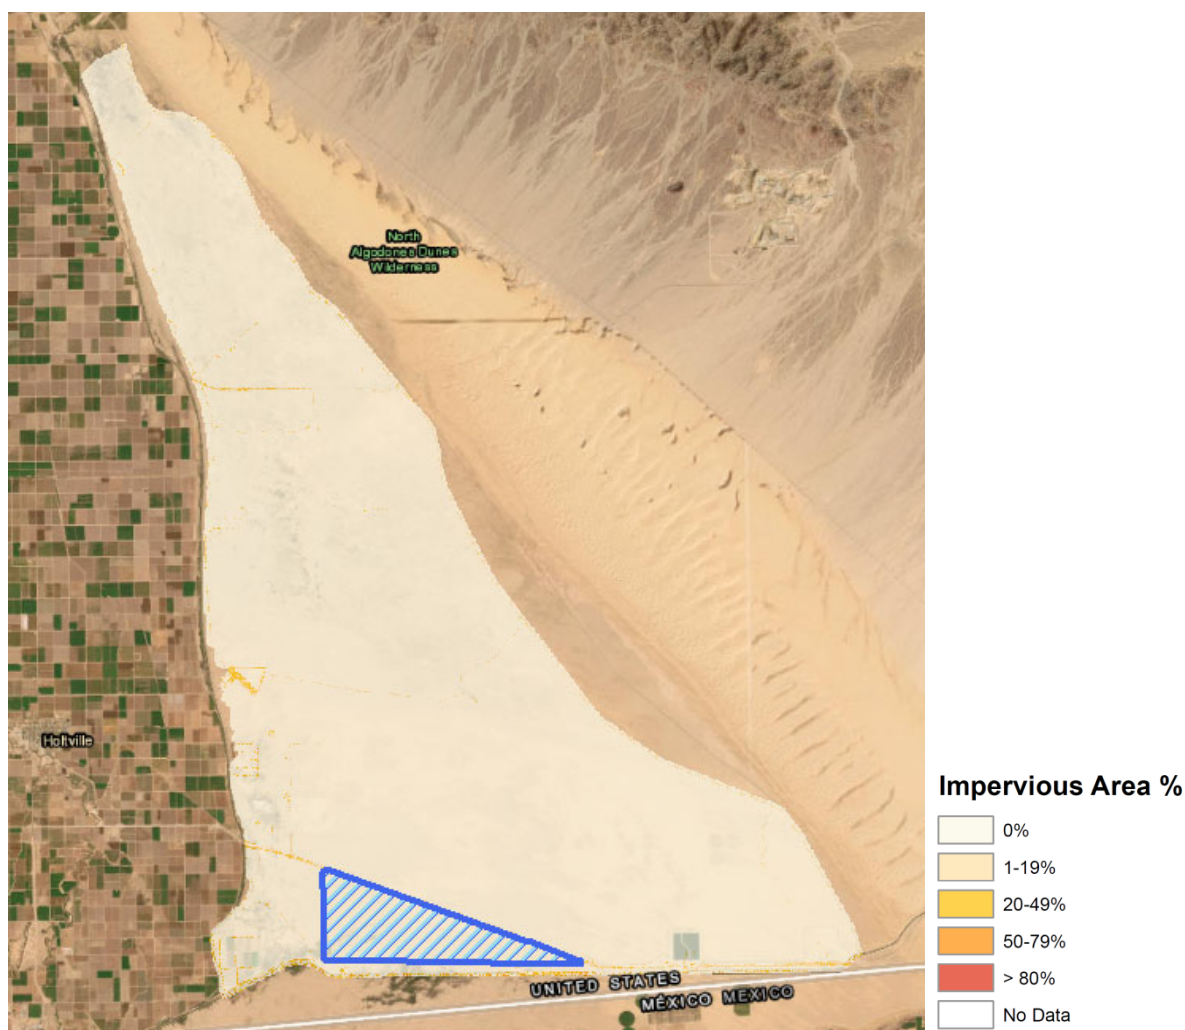 North
Algodones Dunes
Wilderness
Holtville
UNITED STATES
MÉXICO MEXICO
Impervious Area %
0%
1-19%
20-49%
50-79%
> 80%
No Data